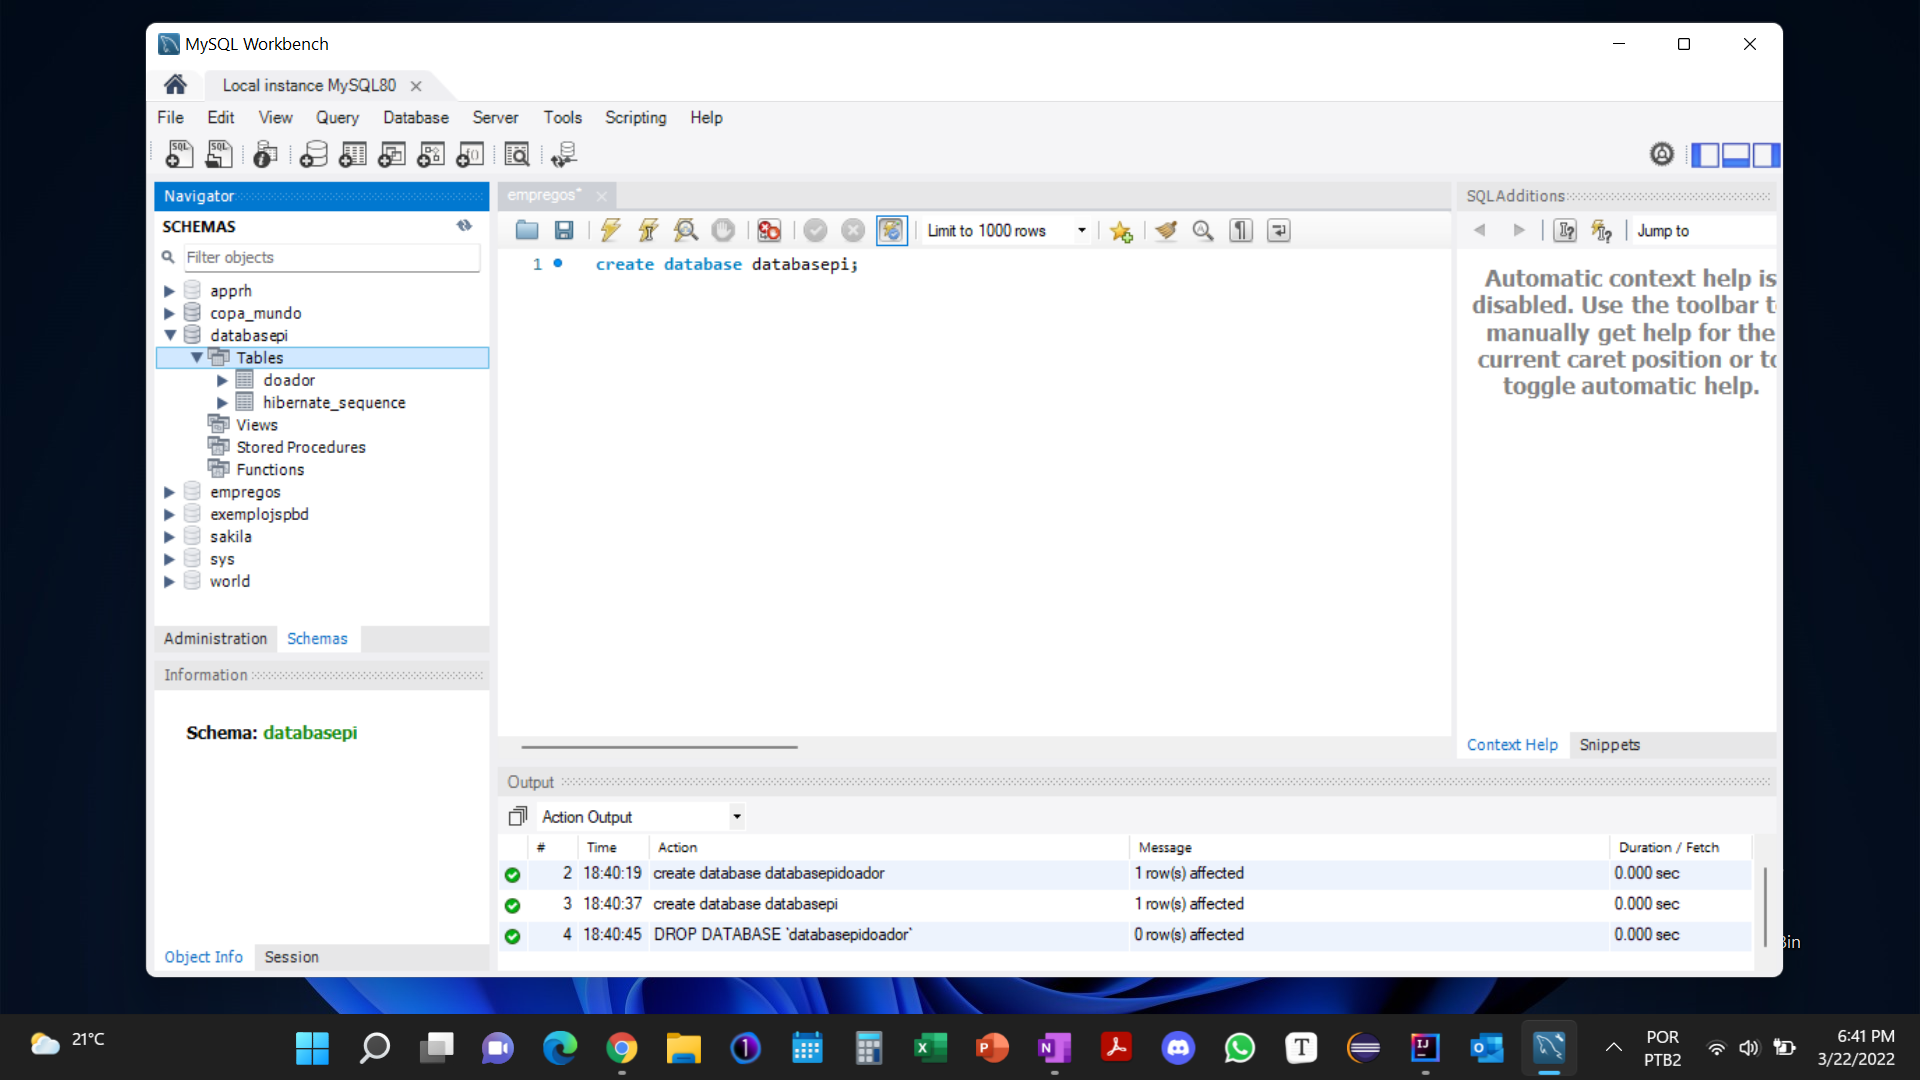 MySQL Workbench
Local instance MySQL80
File Edit View Query Database Server Tools Scripting Help
Navigator
SCHEMAS
Filter objects
apprh
copa_mundo
databasepi
Tables
doador
hibernate_sequence
Views
Stored Procedures
Functions
empregos
exemplojspbd
sakila
sys
world
Administration Schemas
Information
Schema: databasepi
Object Info Session
empregos*
Limit to 1000 rows
1 create database databasepi;
SQLAdditions
Jump to
Automatic context help is
disabled. Use the toolbar t
manually get help for the
current caret position or to
toggle automatic help.
Context Help Snippets
Output
Action Output
# Time Action Message Duration / Fetch
2 18:40:19 create database databasepidoador 1 row(s) affected 0.000 sec
3 18:40:37 create database databasepi 1 row(s) affected 0.000 sec
4 18:40:45 DROP DATABASE `databasepidoador` 0 row(s) affected 0.000 sec
21°C
POR
PTB2
6:41 PM
3/22/2022